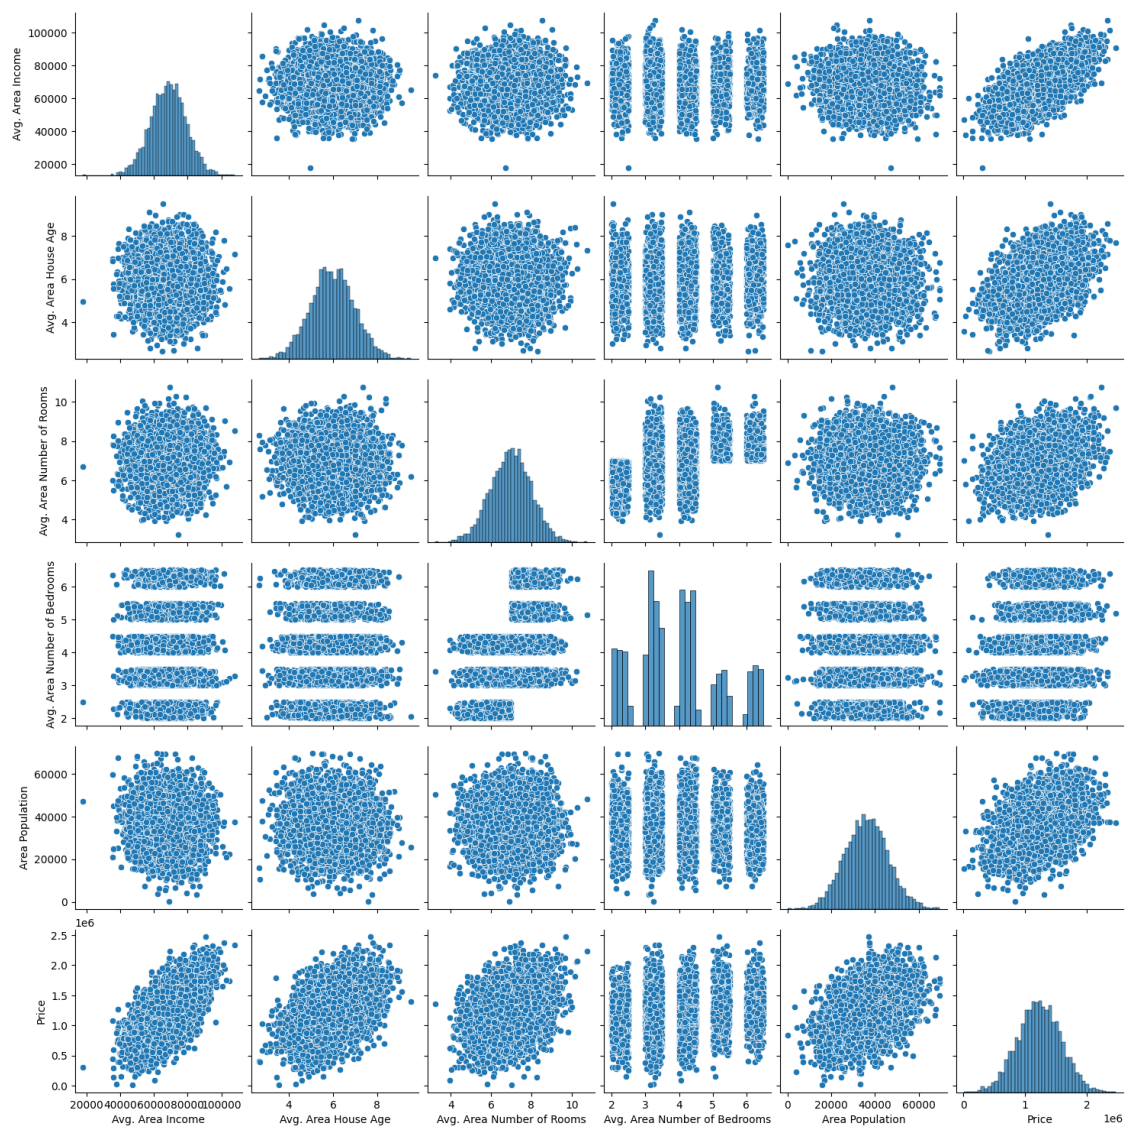 100000
80000
60000
40000
20000
Avg. Area Income
8
6
4
Avg. Area House Age
10
8
6
4
Avg. Area Number of Rooms
6
5
4
3
2
Avg. Area Number of Bedrooms
60000
40000
20000
0
Area Population
1e6
2.5
2.0
1.5
1.0
0.5
0.0
Price
20000 40000 60000 80000 100000
Avg. Area Income
4 6 8
Avg. Area House Age
4 6 8 10
Avg. Area Number of Rooms
2 3 4 5 6
Avg. Area Number of Bedrooms
0 20000 40000 60000
Area Population
0 1 2
1e6
Price